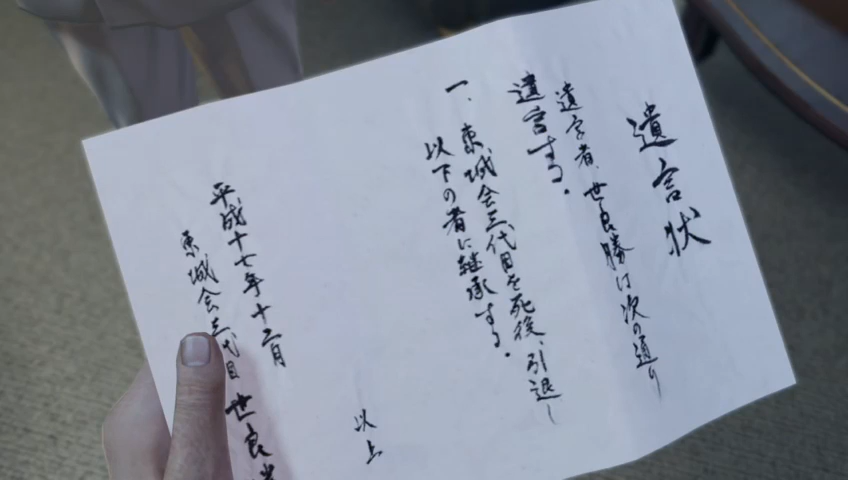 遺言状
遺言者、世良勝は次の通り
遺言する。
一、東城会三代目を死後、引退し
以下の者に継承する。
以上
平成十七年十二月
東城会三代目 世良勝